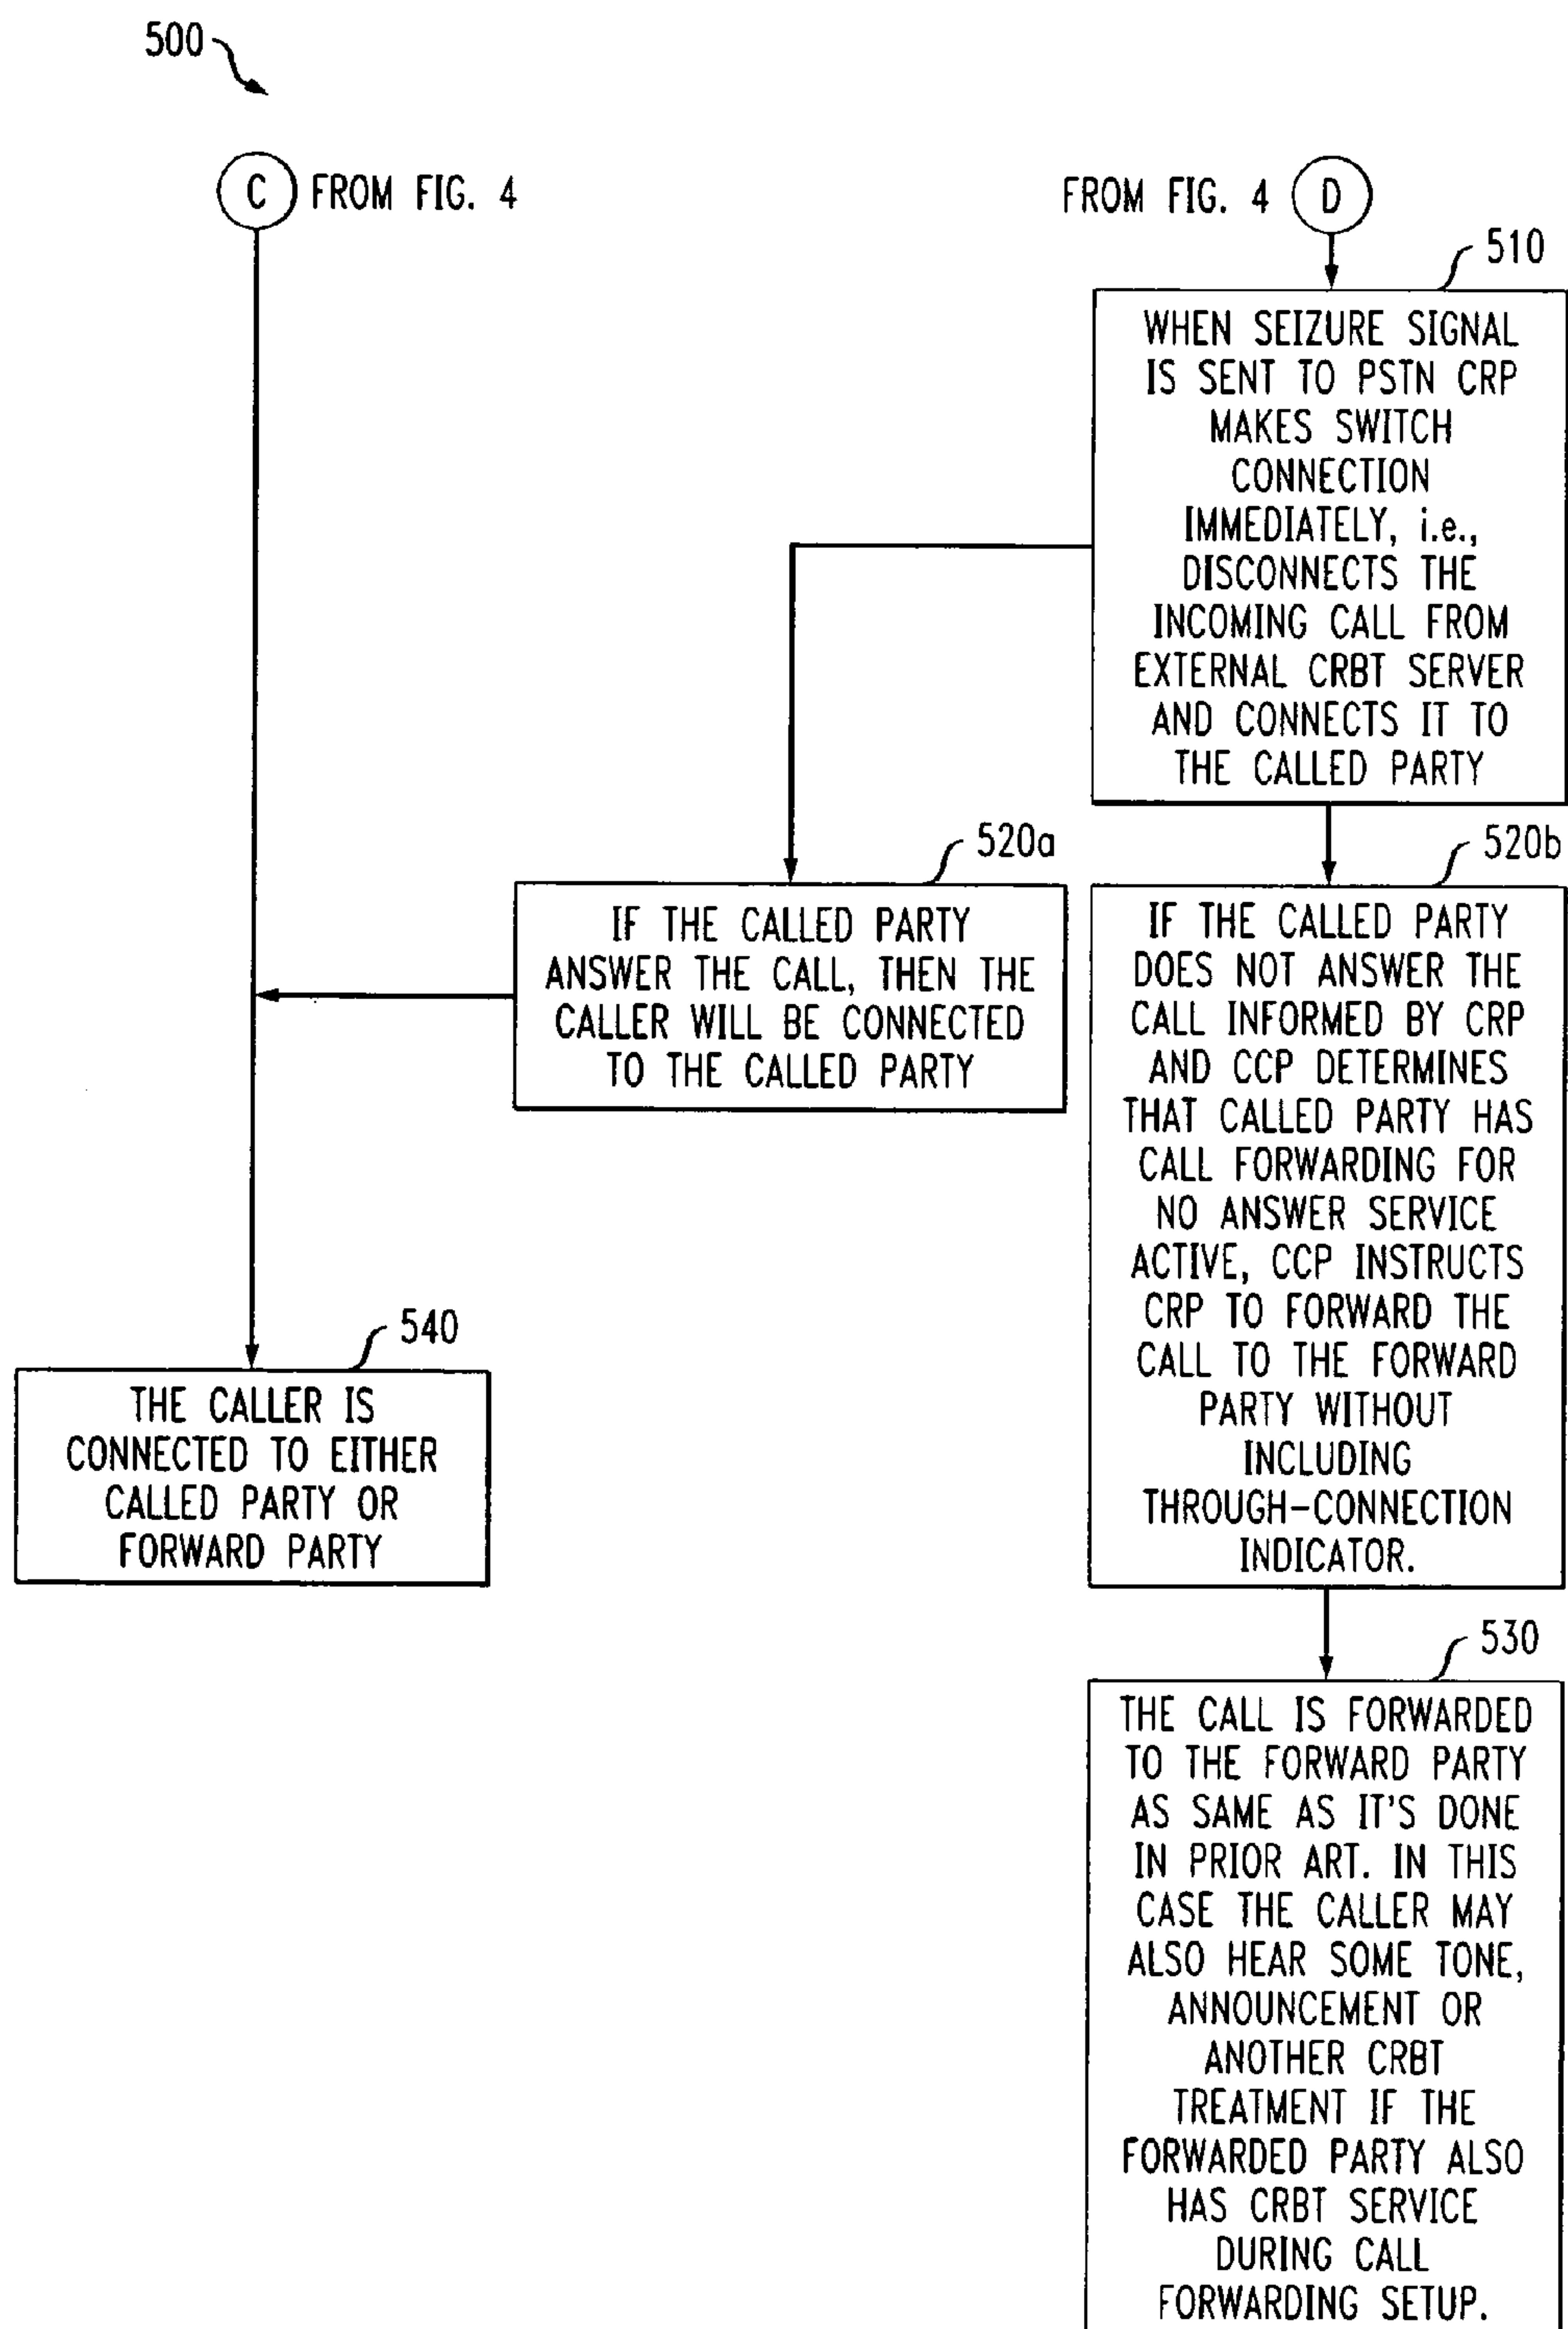 500
C FROM FIG. 4
FROM FIG. 4 D
510
WHEN SEIZURE SIGNAL
IS SENT TO PSTN CRP
MAKES SWITCH
CONNECTION
IMMEDIATELY, i.e.,
DISCONNECTS THE
INCOMING CALL FROM
EXTERNAL CRBT SERVER
AND CONNECTS IT TO
THE CALLED PARTY
520a
IF THE CALLED PARTY
ANSWER THE CALL, THEN THE
CALLER WILL BE CONNECTED
TO THE CALLED PARTY
520b
IF THE CALLED PARTY
DOES NOT ANSWER THE
CALL INFORMED BY CRP
AND CCP DETERMINES
THAT CALLED PARTY HAS
CALL FORWARDING FOR
NO ANSWER SERVICE
ACTIVE, CCP INSTRUCTS
CRP TO FORWARD THE
CALL TO THE FORWARD
PARTY WITHOUT
INCLUDING
THROUGH-CONNECTION
INDICATOR.
540
THE CALLER IS
CONNECTED TO EITHER
CALLED PARTY OR
FORWARD PARTY
530
THE CALL IS FORWARDED
TO THE FORWARD PARTY
AS SAME AS IT'S DONE
IN PRIOR ART. IN THIS
CASE THE CALLER MAY
ALSO HEAR SOME TONE,
ANNOUNCEMENT OR
ANOTHER CRBT
TREATMENT IF THE
FORWARDED PARTY ALSO
HAS CRBT SERVICE
DURING CALL
FORWARDING SETUP.